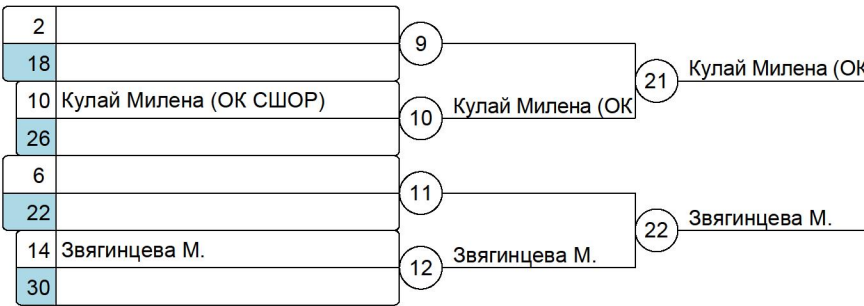 2
9
18
21 Кулай Милена (ОК
10 Кулай Милена (ОК СШОР)
10 Кулай Милена (ОК
26
6
11
22
22 Звягинцева М.
14 Звягинцева М.
12 Звягинцева М.
30